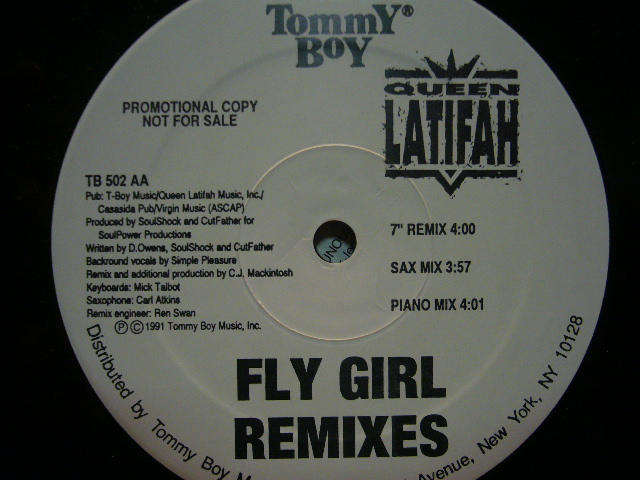 Tommy® Boy
PROMOTIONAL COPY
NOT FOR SALE
QUEEN
LATIFAH
TB 502 AA
Pub: T-Boy Music/Queen Latifah Music, Inc./
Casasida Pub/Virgin Music (ASCAP)
Produced by SoulShock and CutFather for
SoulPower Productions
Written by D.Owens, SoulShock and CutFather
Backround vocals by Simple Pleasure
Remix and additional production by C.J. Mackintosh
Keyboards: Mick Talbot
Saxophone: Carl Atkins
Remix engineer: Ren Swan
Ⓟ © 1991 Tommy Boy Music, Inc.
7" REMIX 4:00
SAX MIX 3:57
PIANO MIX 4:01
FLY GIRL
REMIXES
Distributed by Tommy Boy Avenue, New York, NY 10128